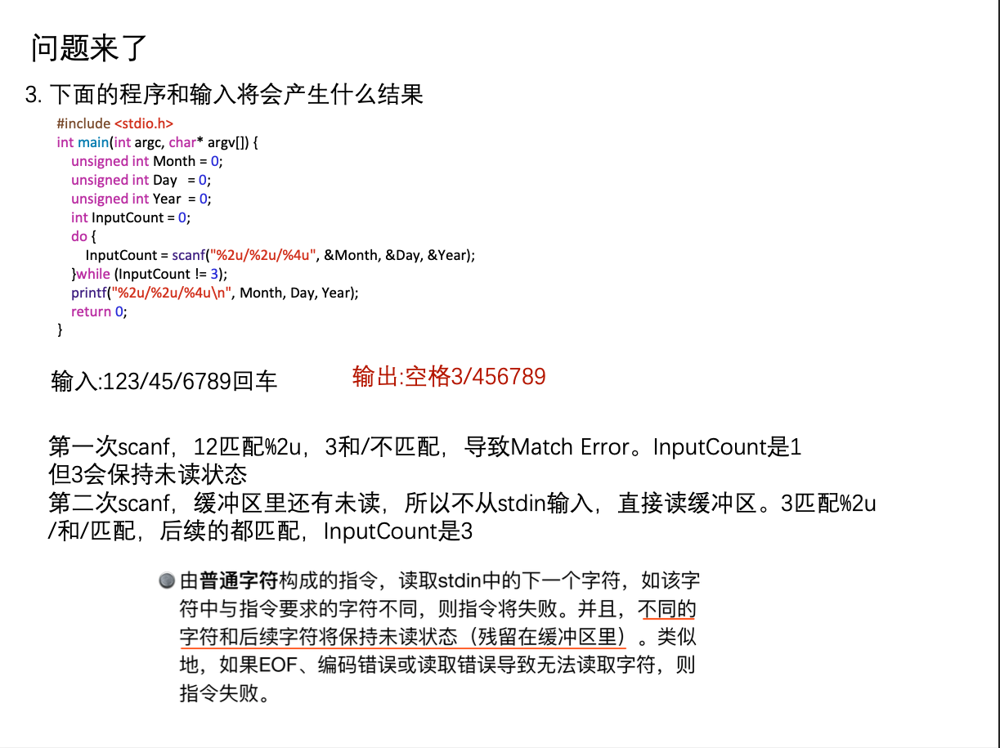 问题来了
3. 下面的程序和输入将会产生什么结果
#include <stdio.h>
int main(int argc, char* argv[]) {
unsigned int Month = 0;
unsigned int Day = 0;
unsigned int Year = 0;
int InputCount = 0;
do {
InputCount = scanf("%2u/%2u/%4u", &Month, &Day, &Year);
}while (InputCount != 3);
printf("%2u/%2u/%4u\n", Month, Day, Year);
return 0;
}
输入:123/45/6789回车
输出:空格3/456789
第一次scanf，12匹配%2u，3和/不匹配，导致Match Error。InputCount是1
但3会保持未读状态
第二次scanf，缓冲区里还有未读，所以不从stdin输入，直接读缓冲区。3匹配%2u
/和/匹配，后续的都匹配，InputCount是3
由普通字符构成的指令，读取stdin中的下一个字符，如该字
符中与指令要求的字符不同，则指令将失败。并且，不同的
字符和后续字符将保持未读状态（残留在缓冲区里）。类似
地，如果EOF、编码错误或读取错误导致无法读取字符，则
指令失败。